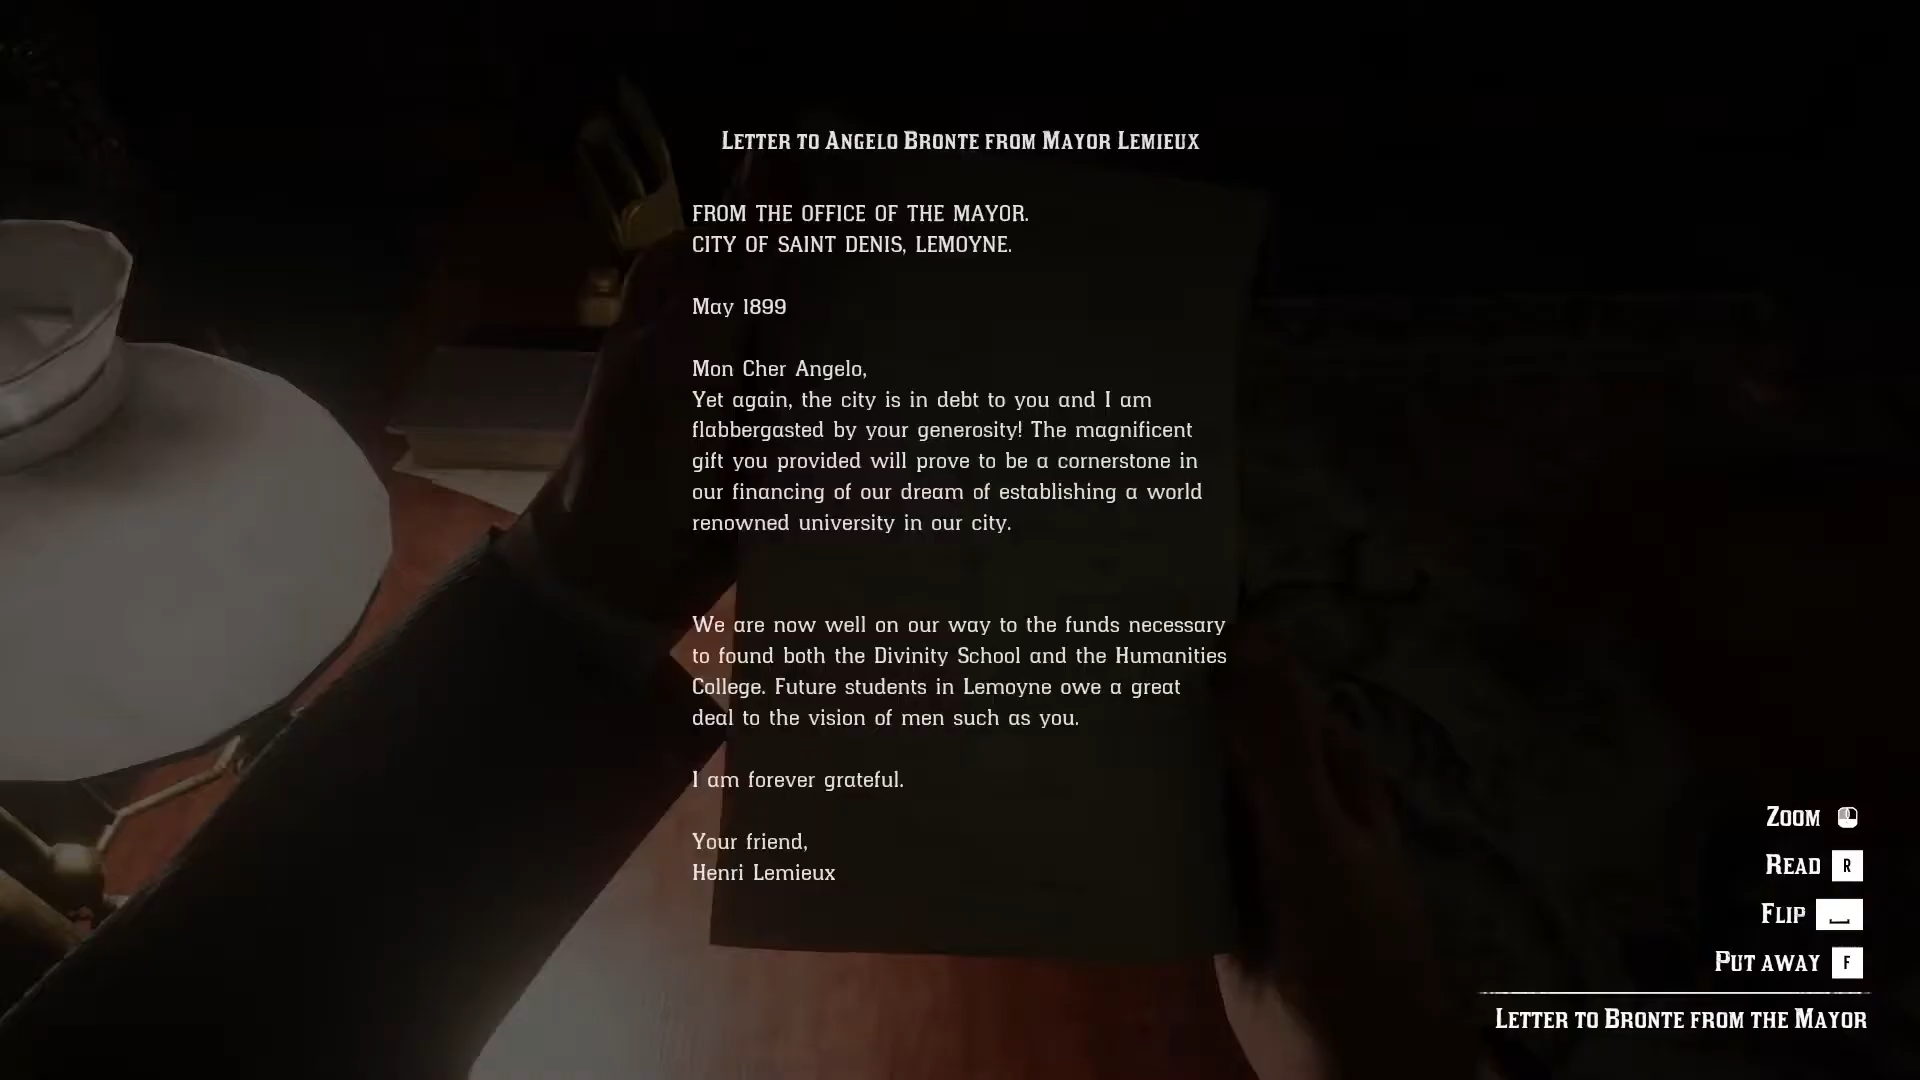 Letter to Angelo Bronte from Mayor Lemieux
FROM THE OFFICE OF THE MAYOR.
CITY OF SAINT DENIS, LEMOYNE.
May 1899
Mon Cher Angelo,
Yet again, the city is in debt to you and I am
flabbergasted by your generosity! The magnificent
gift you provided will prove to be a cornerstone in
our financing of our dream of establishing a world
renowned university in our city.
We are now well on our way to the funds necessary
to found both the Divinity School and the Humanities
College. Future students in Lemoyne owe a great
deal to the vision of men such as you.
I am forever grateful.
Your friend,
Henri Lemieux
Zoom
Read R
Flip
Put away F
Letter to Bronte from the Mayor